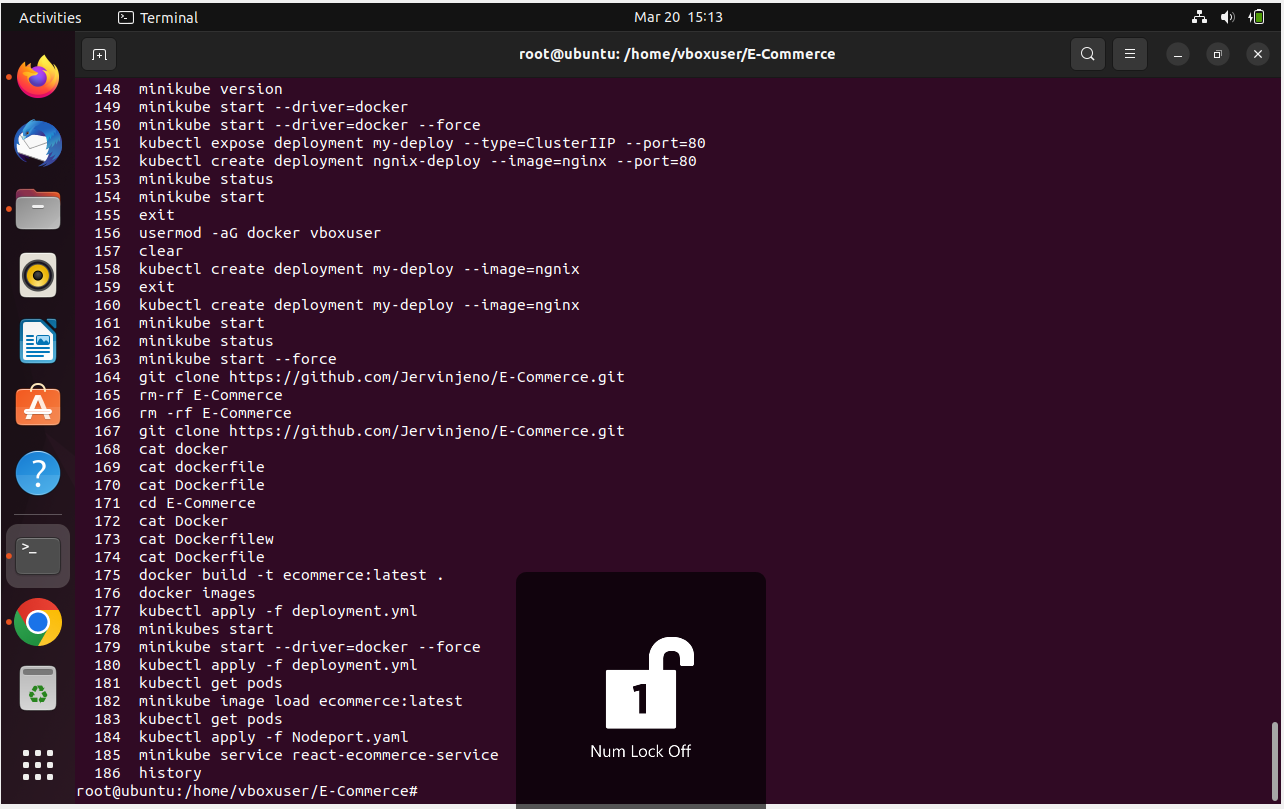 Activities Terminal Mar 20 15:13
root@ubuntu: /home/vboxuser/E-Commerce
148 minikube version
149 minikube start --driver=docker
150 minikube start --driver=docker --force
151 kubectl expose deployment my-deploy --type=ClusterIIP --port=80
152 kubectl create deployment ngnix-deploy --image=nginx --port=80
153 minikube status
154 minikube start
155 exit
156 usermod -aG docker vboxuser
157 clear
158 kubectl create deployment my-deploy --image=ngnix
159 exit
160 kubectl create deployment my-deploy --image=nginx
161 minikube start
162 minikube status
163 minikube start --force
164 git clone https://github.com/Jervinjeno/E-Commerce.git
165 rm-rf E-Commerce
166 rm -rf E-Commerce
167 git clone https://github.com/Jervinjeno/E-Commerce.git
168 cat docker
169 cat dockerfile
170 cat Dockerfile
171 cd E-Commerce
172 cat Docker
173 cat Dockerfilew
174 cat Dockerfile
175 docker build -t ecommerce:latest .
176 docker images
177 kubectl apply -f deployment.yml
178 minikubes start
179 minikube start --driver=docker --force
180 kubectl apply -f deployment.yml
181 kubectl get pods
182 minikube image load ecommerce:latest
183 kubectl get pods
184 kubectl apply -f Nodeport.yaml
185 minikube service react-ecommerce-service
186 history
root@ubuntu:/home/vboxuser/E-Commerce#
1
Num Lock Off